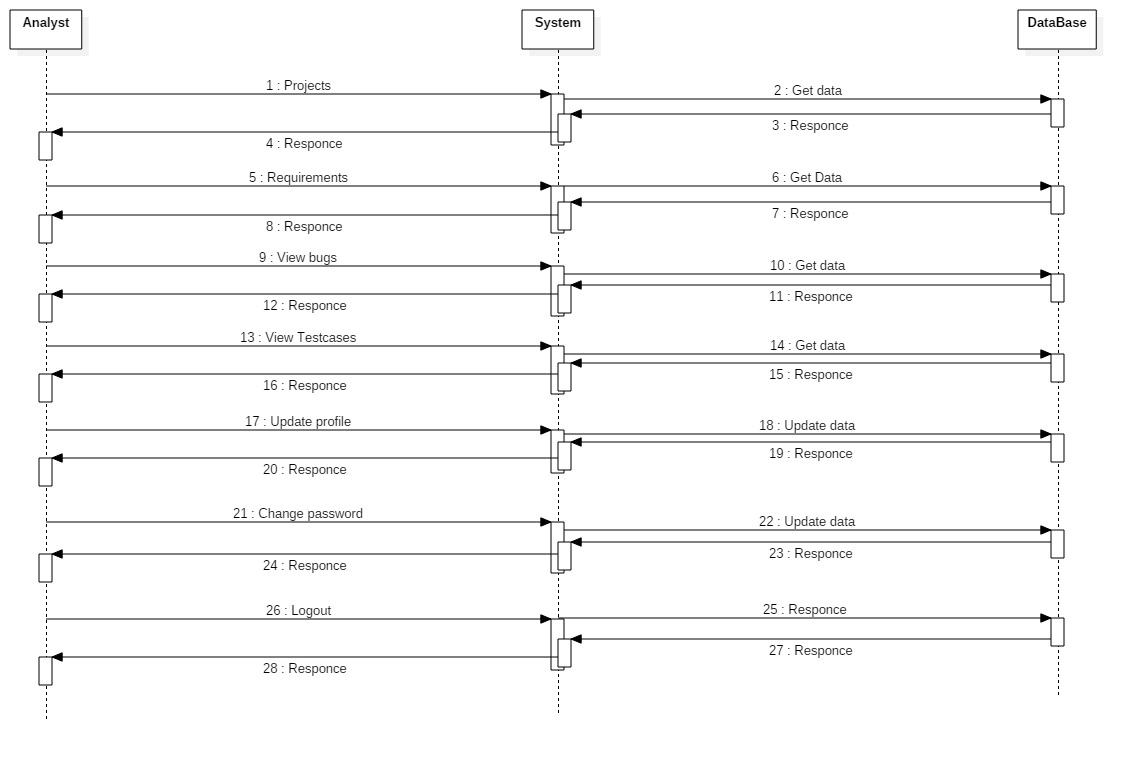 Analyst
System
DataBase
1 : Projects
2 : Get data
3 : Responce
4 : Responce
5 : Requirements
6 : Get Data
7 : Responce
8 : Responce
9 : View bugs
10 : Get data
11 : Responce
12 : Responce
13 : View Testcases
14 : Get data
15 : Responce
16 : Responce
17 : Update profile
18 : Update data
19 : Responce
20 : Responce
21 : Change password
22 : Update data
23 : Responce
24 : Responce
26 : Logout
25 : Responce
27 : Responce
28 : Responce